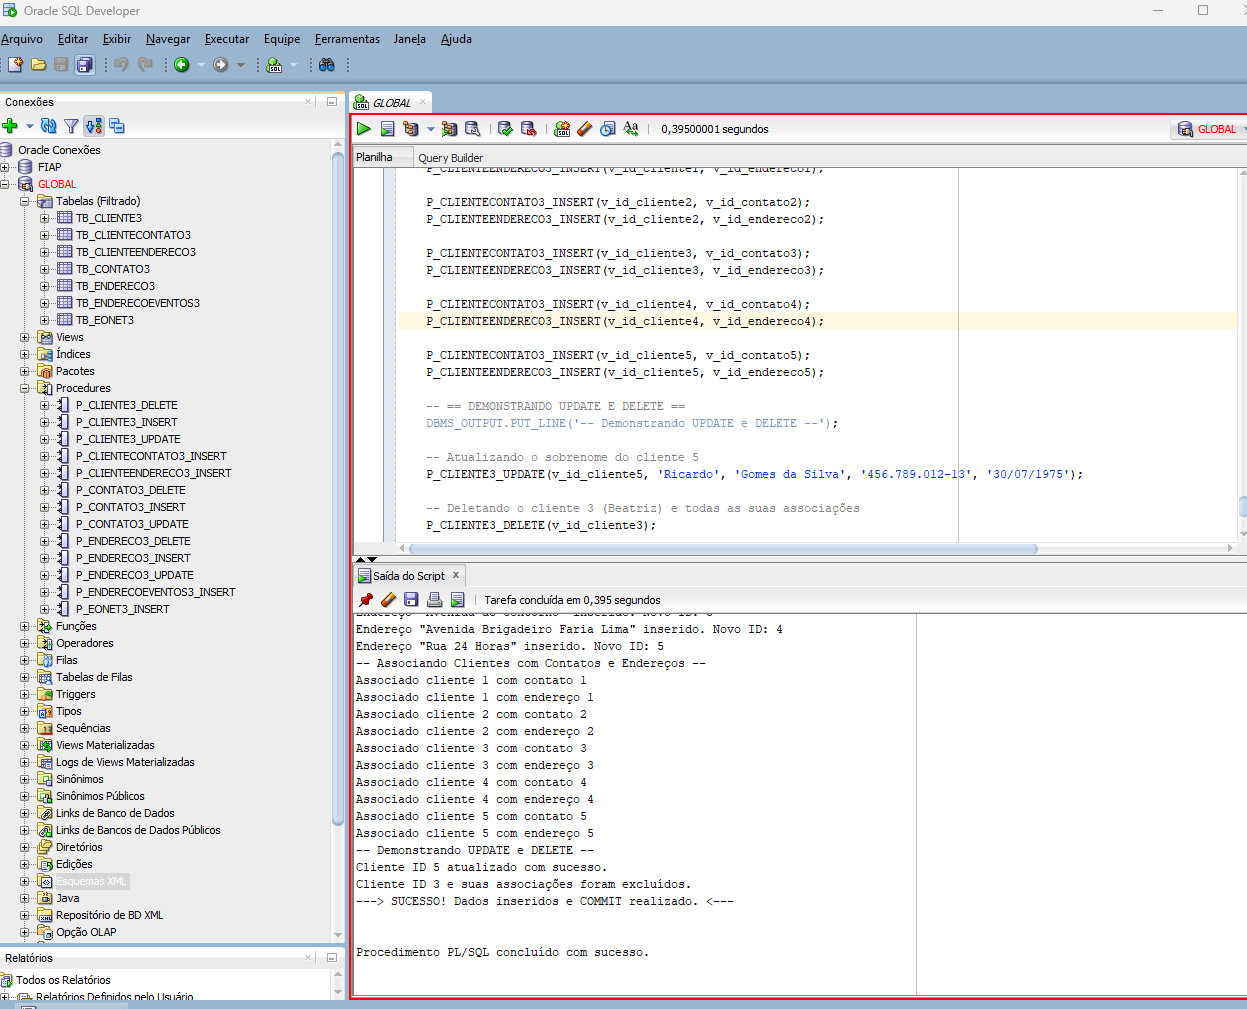 Oracle SQL Developer
Arquivo Editar Exibir Navegar Executar Equipe Ferramentas Janela Ajuda
Conexões
Oracle Conexões
FIAP
GLOBAL
Tabelas (Filtrado)
TB_CLIENTE3
TB_CLIENTECONTATO3
TB_CLIENTEENDERECO3
TB_CONTATO3
TB_ENDERECO3
TB_ENDERECOEVENTOS3
TB_EONET3
Views
Índices
Pacotes
Procedures
P_CLIENTE3_DELETE
P_CLIENTE3_INSERT
P_CLIENTE3_UPDATE
P_CLIENTECONTATO3_INSERT
P_CLIENTEENDERECO3_INSERT
P_CONTATO3_DELETE
P_CONTATO3_INSERT
P_CONTATO3_UPDATE
P_ENDERECO3_DELETE
P_ENDERECO3_INSERT
P_ENDERECO3_UPDATE
P_ENDERECOEVENTOS3_INSERT
P_EONET3_INSERT
Funções
Operadores
Filas
Tabelas de Filas
Triggers
Tipos
Sequências
Views Materializadas
Logs de Views Materializadas
Sinônimos
Sinônimos Públicos
Links de Banco de Dados
Links de Bancos de Dados Públicos
Diretórios
Edições
Esquemas XML
Java
Repositório de BD XML
Opção OLAP
Relatórios
Todos os Relatórios
Relatórios Definidos pelo Usuário
GLOBAL
0,39500001 segundos
GLOBAL
Planilha Query Builder
P_CLIENTEENDERECO3_INSERT(v_id_cliente1, v_id_endereco1);
P_CLIENTECONTATO3_INSERT(v_id_cliente2, v_id_contato2);
P_CLIENTEENDERECO3_INSERT(v_id_cliente2, v_id_endereco2);
P_CLIENTECONTATO3_INSERT(v_id_cliente3, v_id_contato3);
P_CLIENTEENDERECO3_INSERT(v_id_cliente3, v_id_endereco3);
P_CLIENTECONTATO3_INSERT(v_id_cliente4, v_id_contato4);
P_CLIENTEENDERECO3_INSERT(v_id_cliente4, v_id_endereco4);
P_CLIENTECONTATO3_INSERT(v_id_cliente5, v_id_contato5);
P_CLIENTEENDERECO3_INSERT(v_id_cliente5, v_id_endereco5);
-- == DEMONSTRANDO UPDATE E DELETE ==
DBMS_OUTPUT.PUT_LINE('-- Demonstrando UPDATE e DELETE --');
-- Atualizando o sobrenome do cliente 5
P_CLIENTE3_UPDATE(v_id_cliente5, 'Ricardo', 'Gomes da Silva', '456.789.012-13', '30/07/1975');
-- Deletando o cliente 3 (Beatriz) e todas as suas associações
P_CLIENTE3_DELETE(v_id_cliente3);
Saída do Script
Tarefa concluída em 0,395 segundos
Endereço "Avenida Brigadeiro Faria Lima" inserido. Novo ID: 4
Endereço "Rua 24 Horas" inserido. Novo ID: 5
-- Associando Clientes com Contatos e Endereços --
Associado cliente 1 com contato 1
Associado cliente 1 com endereço 1
Associado cliente 2 com contato 2
Associado cliente 2 com endereço 2
Associado cliente 3 com contato 3
Associado cliente 3 com endereço 3
Associado cliente 4 com contato 4
Associado cliente 4 com endereço 4
Associado cliente 5 com contato 5
Associado cliente 5 com endereço 5
-- Demonstrando UPDATE e DELETE --
Cliente ID 5 atualizado com sucesso.
Cliente ID 3 e suas associações foram excluídos.
---> SUCESSO! Dados inseridos e COMMIT realizado. <---
Procedimento PL/SQL concluído com sucesso.